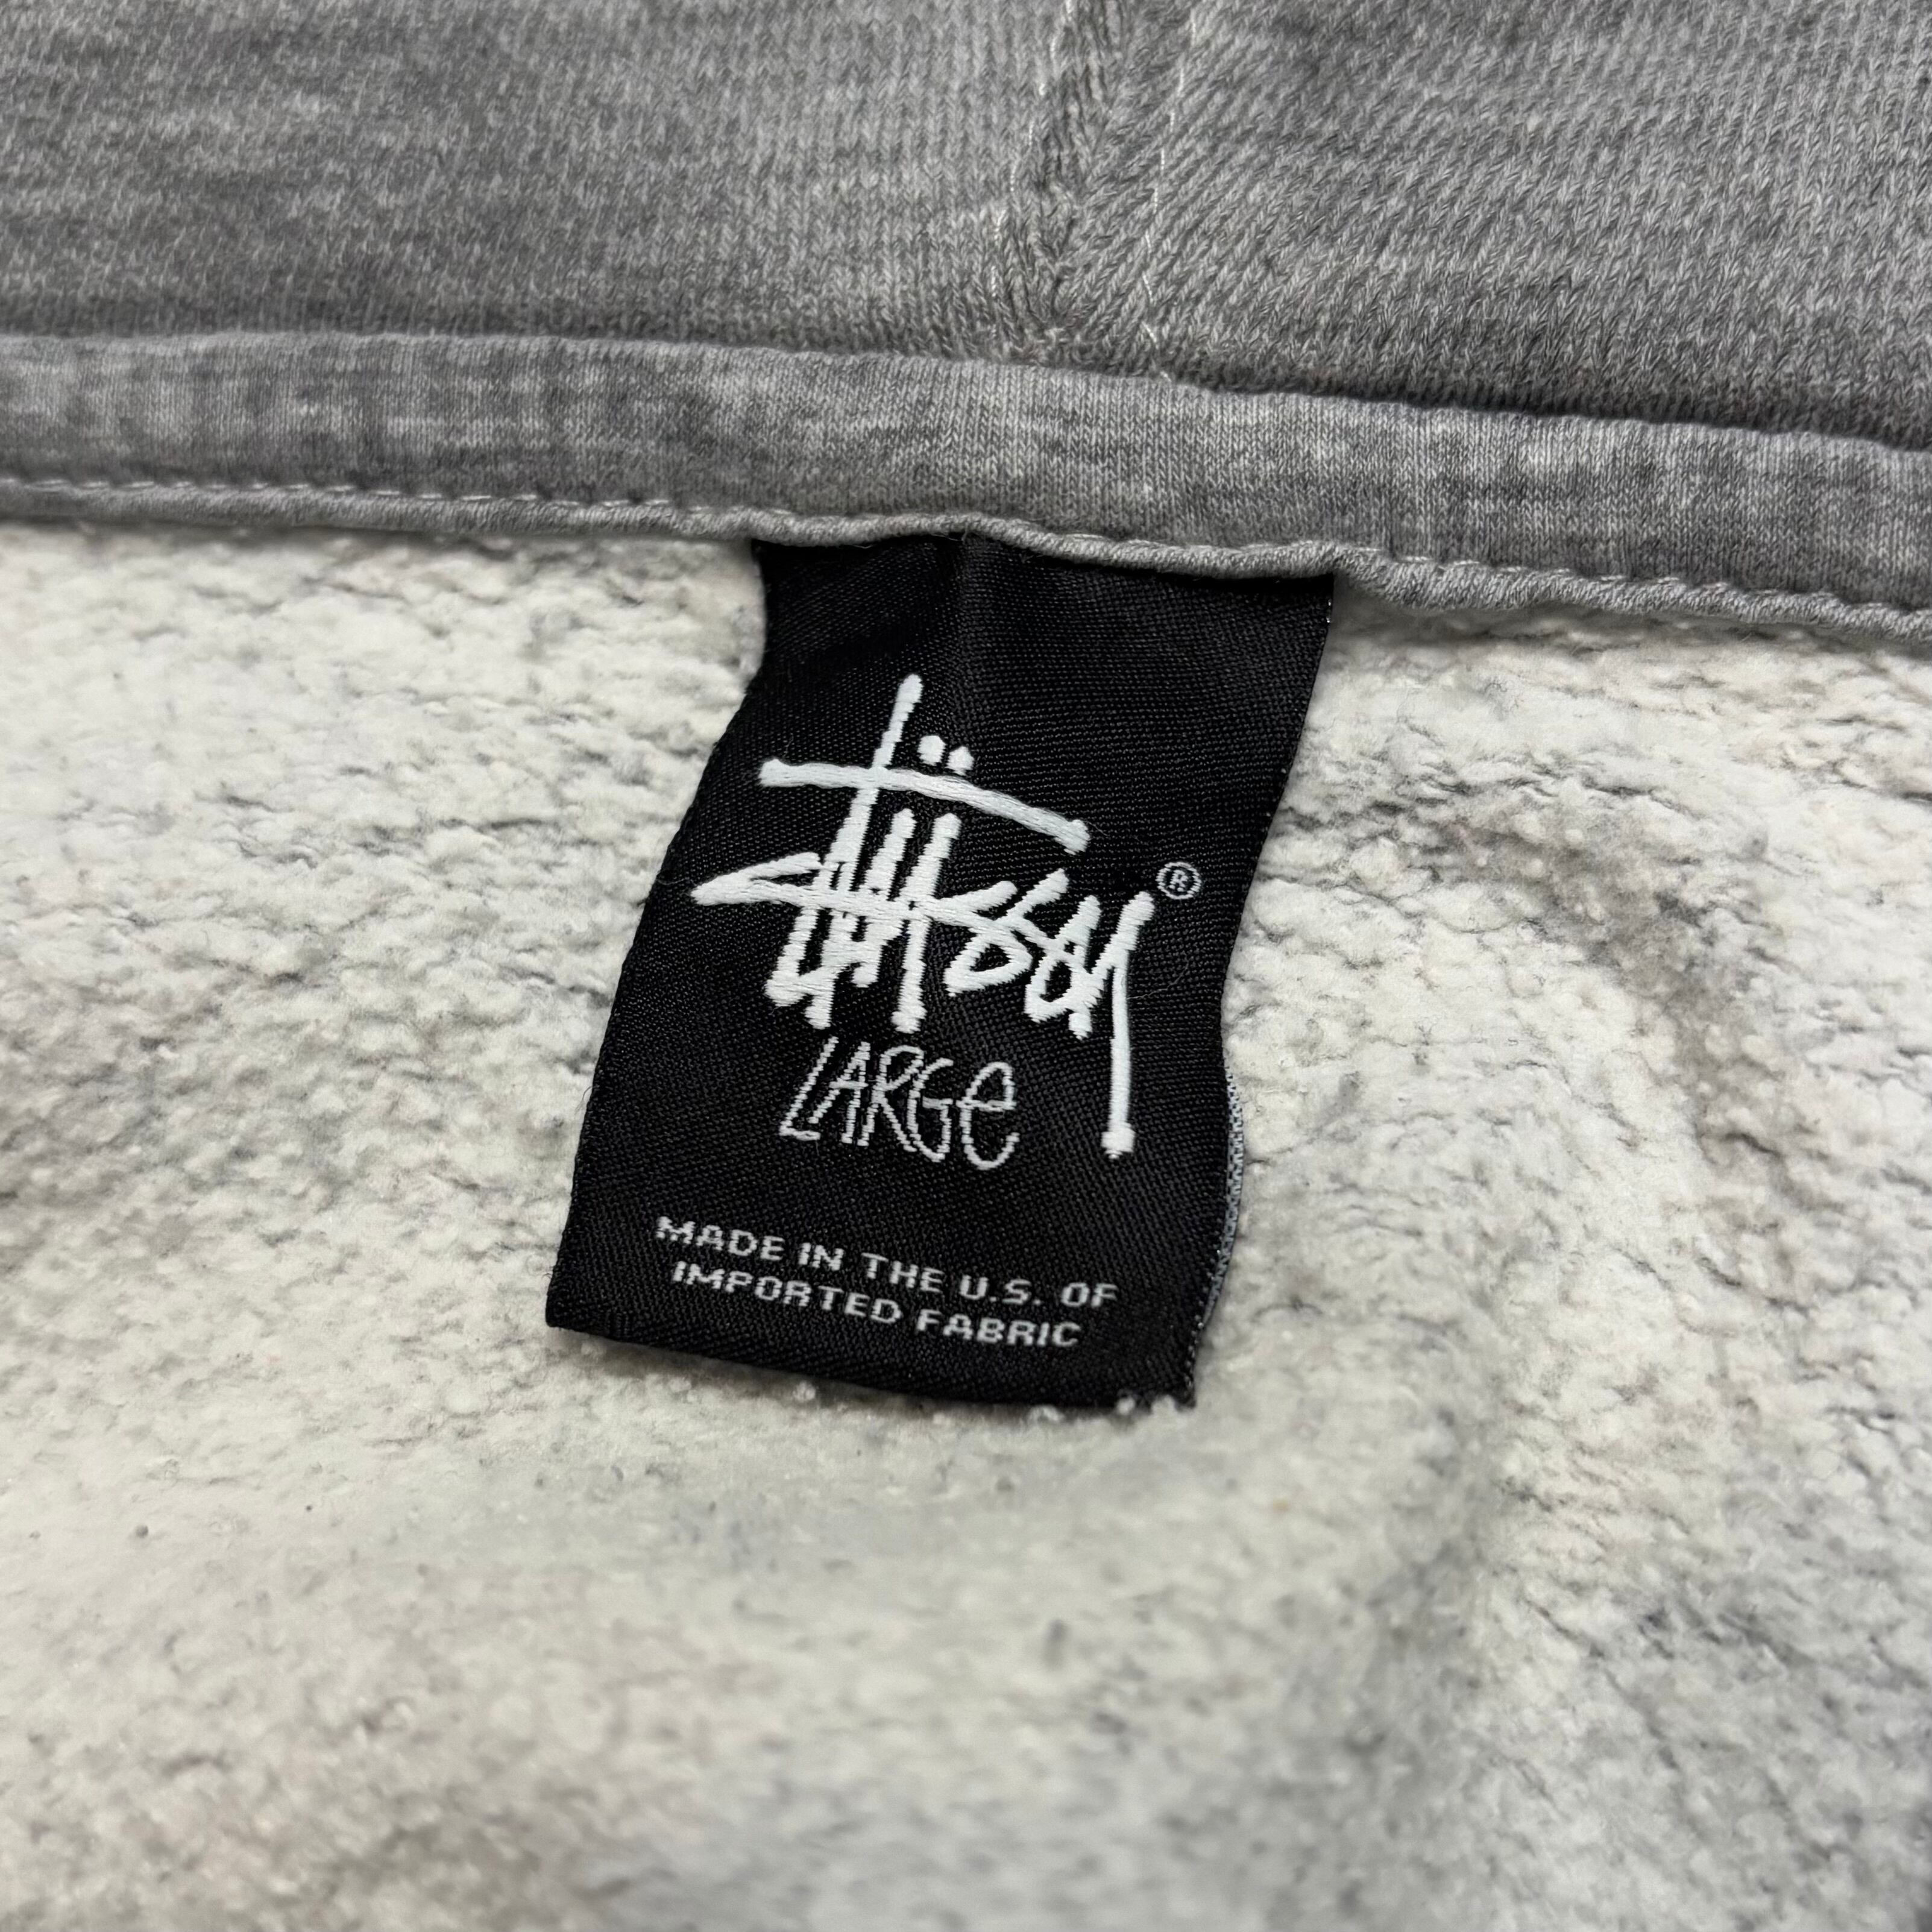 Stüssy ®
LARGe
MADE IN THE U.S. OF
IMPORTED FABRIC